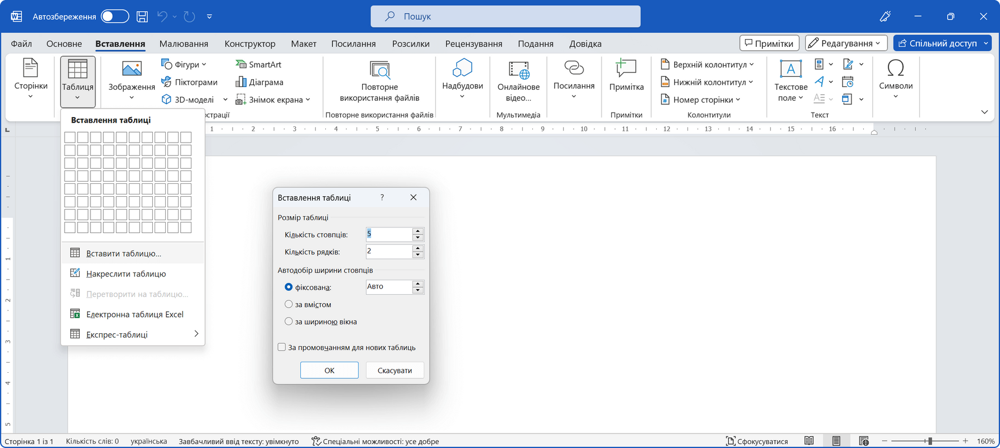 Автозбереження
Пошук
Файл Основне Вставлення Малювання Конструктор Макет Посилання Розсилки Рецензування Подання Довідка
Примітки Редагування Спільний доступ
Сторінки
Таблиця
Зображення
Фігури
Піктограми
3D-моделі
SmartArt
Діаграма
Знімок екрана
Повторне
використання файлів
Надбудови
Онлайнове
відео...
Посилання
Примітка
Верхній колонтитул
Нижній колонтитул
Номер сторінки
Текстове
поле
Символи
страції
Повторне використання файлів
Мультимедіа
Примітки
Колонтитули
Текст
1 2 3 4 5 6 7 8 9 10 11 12 13 14 15 16
Вставлення таблиці
Вставити таблицю...
Накреслити таблицю
Перетворити на таблицю...
Електронна таблиця Excel
Експрес-таблиці
1
2
3
4
5
Вставлення таблиці ?
Розмір таблиці
Кількість стовпців: 5
Кількість рядків: 2
Автодобір ширини стовпців
фіксована: Авто
за вмістом
за шириною вікна
За промовчанням для нових таблиць
ОК Скасувати
Сторінка 1 із 1 Кількість слів: 0 українська Завбачливий ввід тексту: увімкнуто Спеціальні можливості: усе добре Сфокусуватися 160%